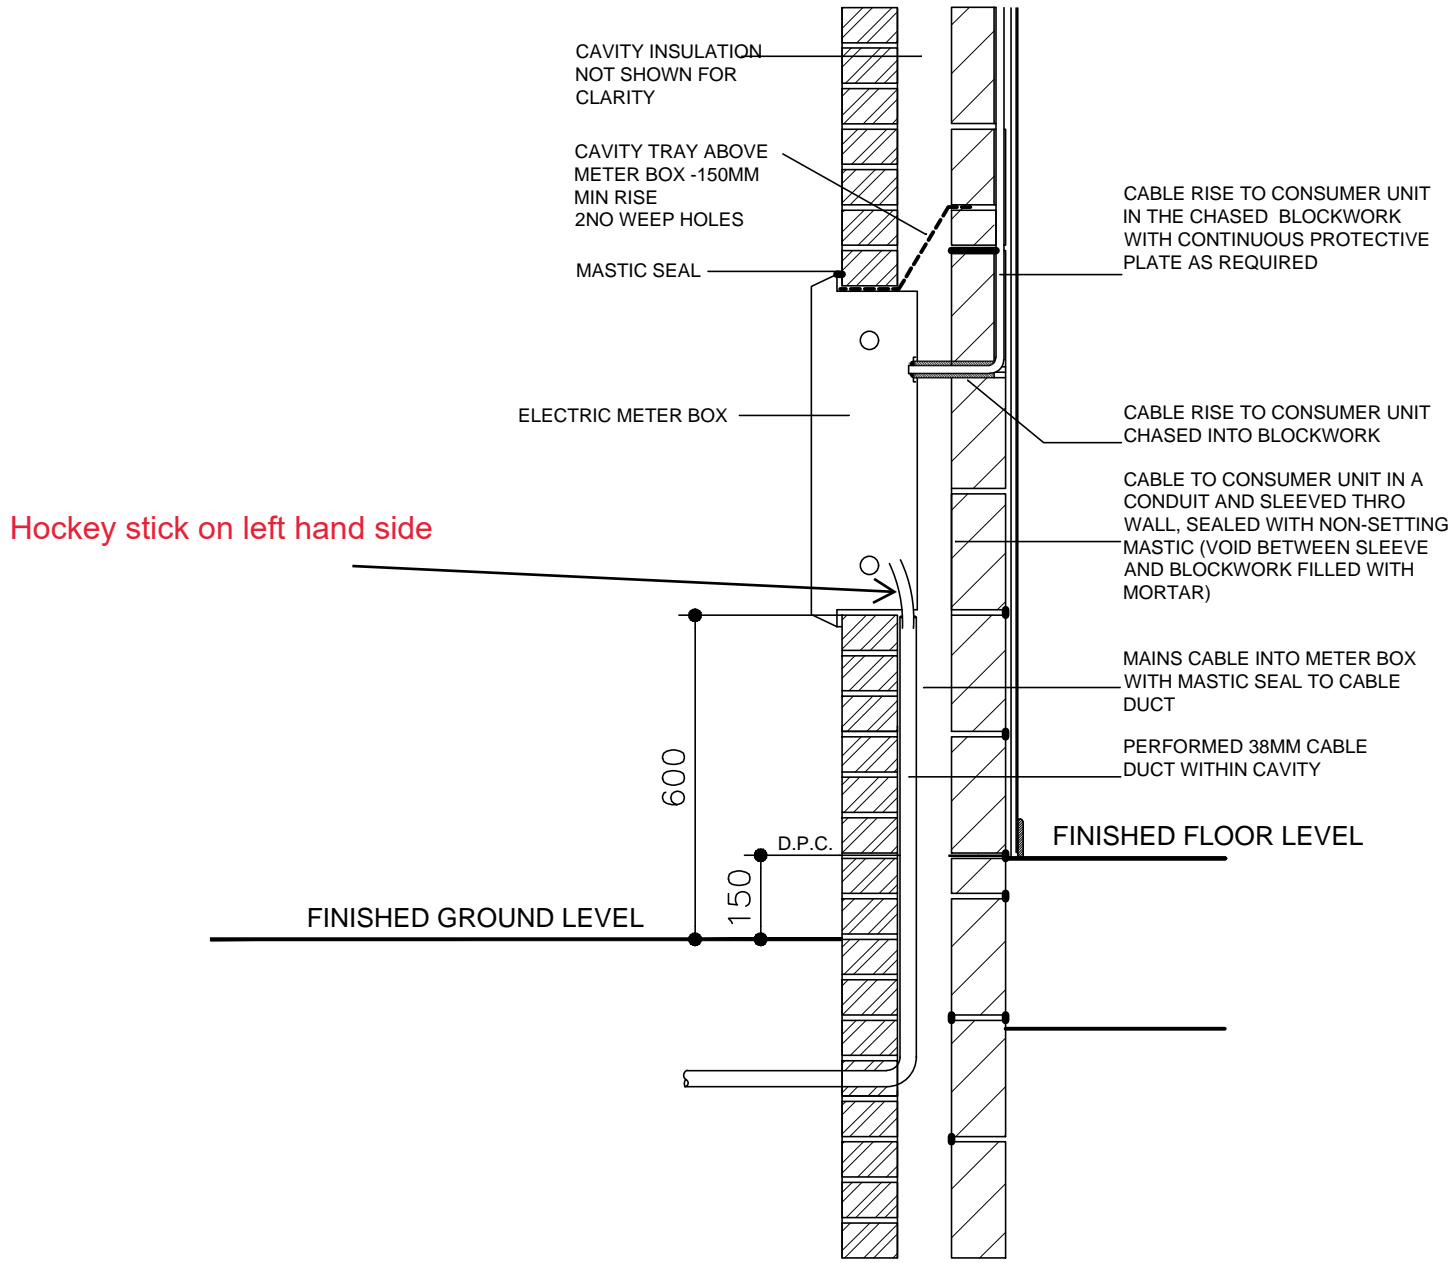 CAVITY INSULATION
NOT SHOWN FOR
CLARITY
CAVITY TRAY ABOVE
METER BOX -150MM
MIN RISE
2NO WEEP HOLES
MASTIC SEAL
ELECTRIC METER BOX
Hockey stick on left hand side
600
D.P.C.
150
FINISHED GROUND LEVEL
CABLE RISE TO CONSUMER UNIT
IN THE CHASED BLOCKWORK
WITH CONTINUOUS PROTECTIVE
PLATE AS REQUIRED
CABLE RISE TO CONSUMER UNIT
CHASED INTO BLOCKWORK
CABLE TO CONSUMER UNIT IN A
CONDUIT AND SLEEVED THRO
WALL, SEALED WITH NON-SETTING
MASTIC (VOID BETWEEN SLEEVE
AND BLOCKWORK FILLED WITH
MORTAR)
MAINS CABLE INTO METER BOX
WITH MASTIC SEAL TO CABLE
DUCT
PERFORMED 38MM CABLE
DUCT WITHIN CAVITY
FINISHED FLOOR LEVEL